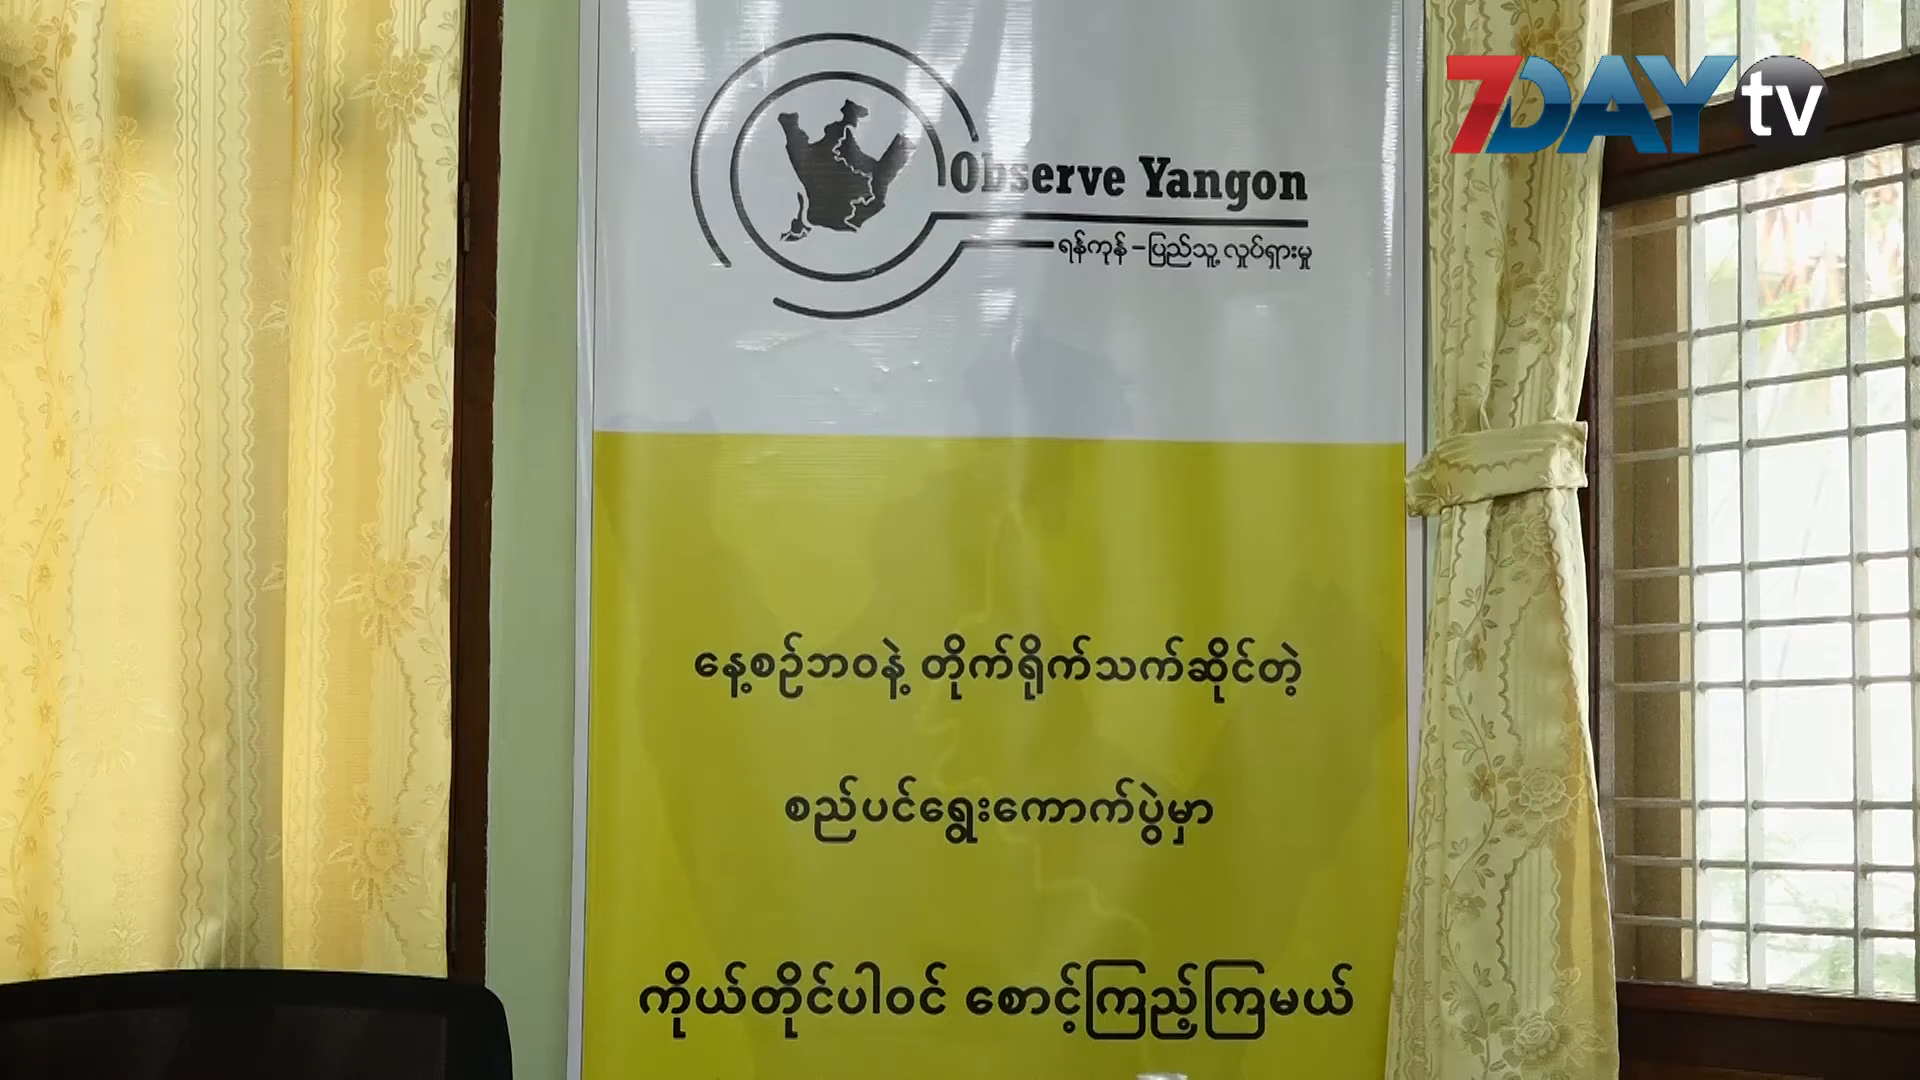 7DAY tv
Observe Yangon
ရန်ကုန် – ပြည်သူ့ လှုပ်ရှားမှု
နေ့စဉ်ဘဝနဲ့ တိုက်ရိုက်သက်ဆိုင်တဲ့
စည်ပင်ရွေးကောက်ပွဲမှာ
ကိုယ်တိုင်ပါဝင် စောင့်ကြည့်ကြမယ်